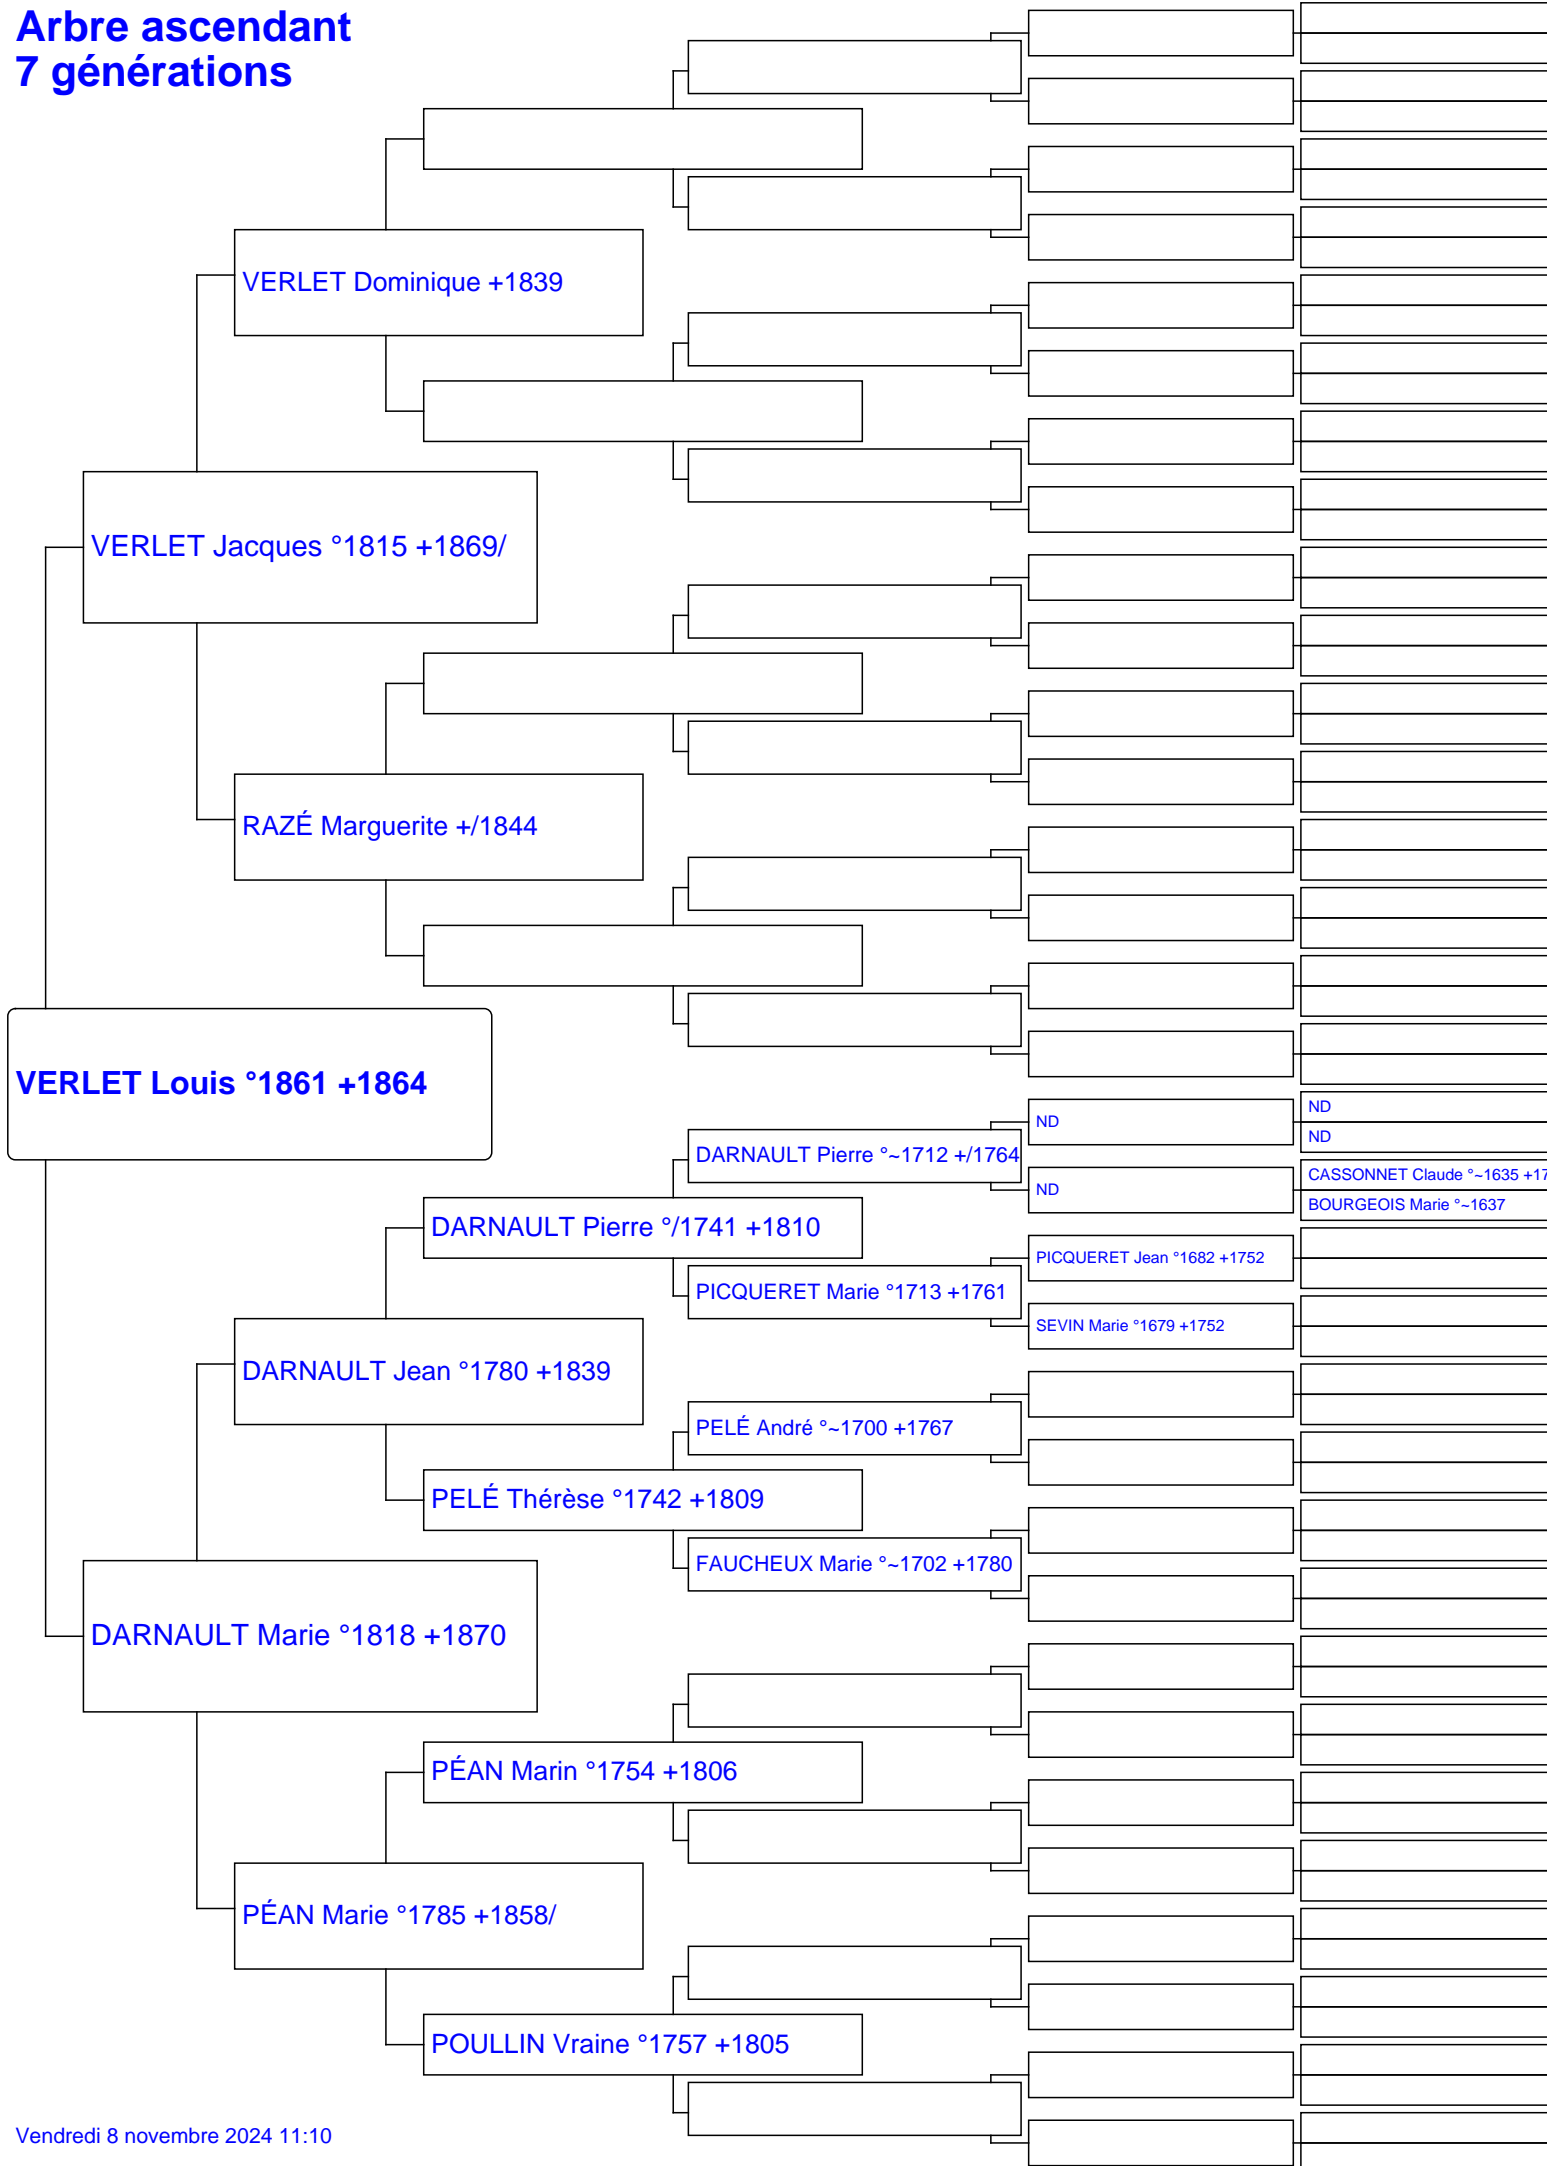 Arbre ascendant
7 générations
VERLET Dominique +1839
VERLET Jacques °1815 +1869/
RAZÉ Marguerite +/1844
VERLET Louis °1861 +1864
ND
ND
ND
DARNAULT Pierre °~1712 +/1764
ND
CASSONNET Claude °~1635 +17
BOURGEOIS Marie °~1637
DARNAULT Pierre °/1741 +1810
PICQUERET Jean °1682 +1752
PICQUERET Marie °1713 +1761
SEVIN Marie °1679 +1752
DARNAULT Jean °1780 +1839
PELÉ André °~1700 +1767
PELÉ Thérèse °1742 +1809
FAUCHEUX Marie °~1702 +1780
DARNAULT Marie °1818 +1870
PÉAN Marin °1754 +1806
PÉAN Marie °1785 +1858/
POULLIN Vraine °1757 +1805
Vendredi 8 novembre 2024 11:10